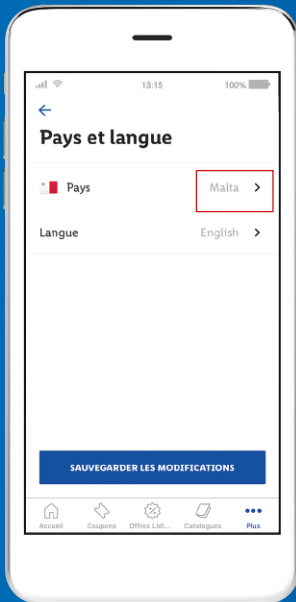 13:15 100%
Pays et langue
Pays Malta
Langue English
SAUVEGARDER LES MODIFICATIONS
Accueil Coupons Offres Lidl... Catalogues Plus